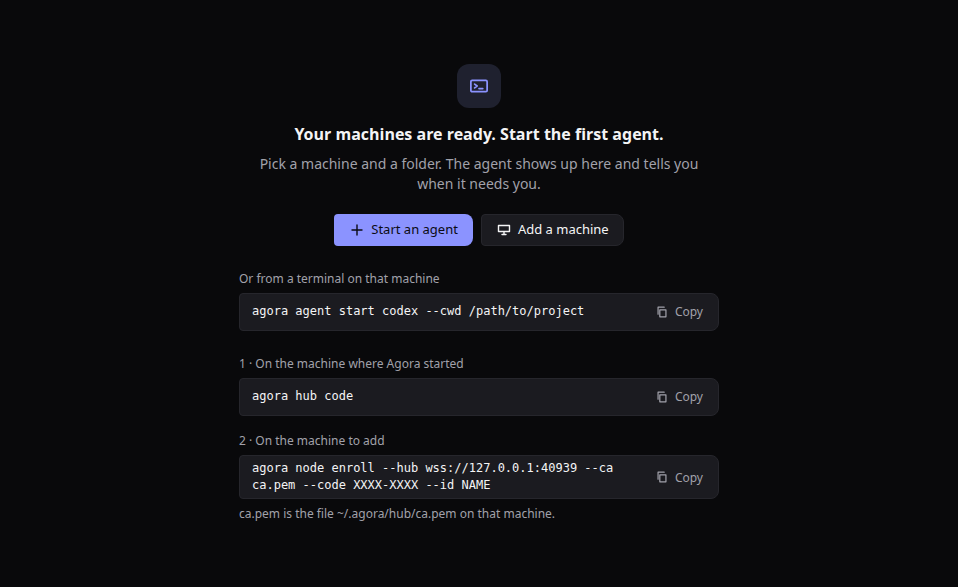 Your machines are ready. Start the first agent.
Pick a machine and a folder. The agent shows up here and tells you
when it needs you.
Start an agent
Add a machine
Or from a terminal on that machine
agora agent start codex --cwd /path/to/project
Copy
1 · On the machine where Agora started
agora hub code
Copy
2 · On the machine to add
agora node enroll --hub wss://127.0.0.1:40939 --ca
ca.pem --code XXXX-XXXX --id NAME
Copy
ca.pem is the file ~/.agora/hub/ca.pem on that machine.